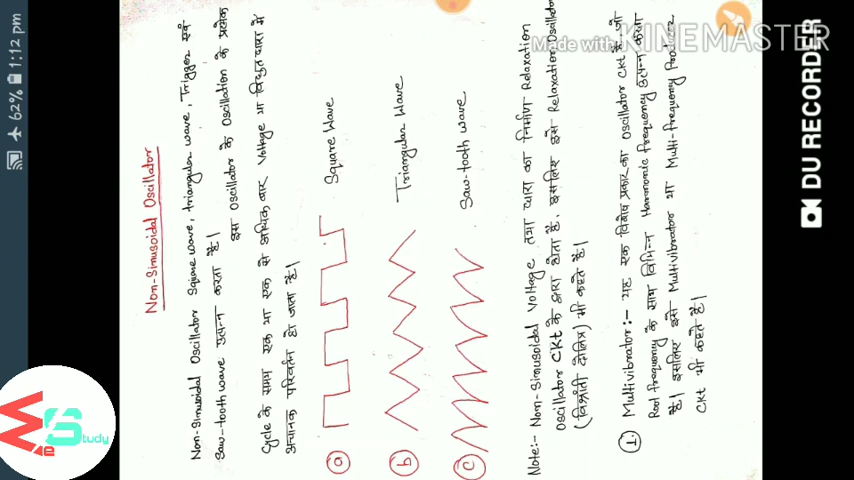 Non-Sinusoidal Oscillator
Non-Sinusoidal Oscillator Square wave, triangular wave, Trigger एवं
Saw-tooth wave उत्पन्न करता है।
इस Oscillator के Oscillation के प्रत्येक
Cycle के समय एक या एक से अधिक बार Voltage या विद्युत धारा में
अचानक परिवर्तन हो जाता है।
a Square Wave
b Triangular Wave
c Saw-tooth wave
Note:- Non-Sinusoidal Voltage तथा धारा का निर्माण Relaxation
Oscillator CKt के द्वारा होता है, इसलिए इसे Relaxation Oscillator
(विश्रांती दोलित्र) भी कहते हैं।
1 Multivibrator:- यह एक विशेष प्रकार का Oscillator CKt है, जो
frequency के साथ विभिन्न Harmonic frequency उत्पन्न करता
है। इसलिए इसे Multivibrator या Multi-frequency Producer
CKt भी कहते हैं।
Made with KINEMASTER
DU RECORDER
62% 1:12 pm
We Study